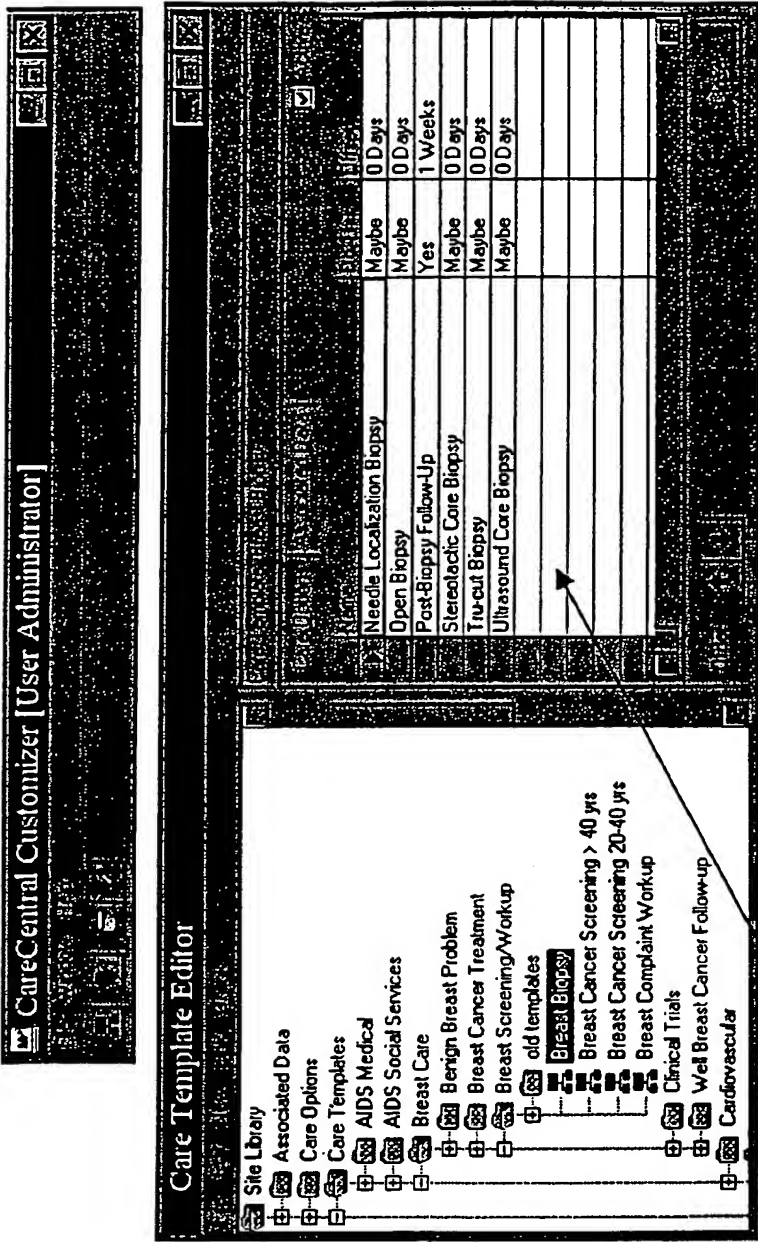 CareCentral Customizer [User Administrator]
Care Template Editor
Site Library
Associated Data
Care Options
Care Templates
AIDS Medical
AIDS Social Services
Breast Care
Benign Breast Problem
Breast Cancer Treatment
Breast Screening/Workup
old templates
Breast Biopsy
Breast Cancer Screening > 40 yrs
Breast Cancer Screening 20-40 yrs
Breast Complaint Workup
Clinical Trials
Well Breast Cancer Follow-up
Cardiovascular
Needle Localization Biopsy Maybe 0 Days
Open Biopsy Maybe 0 Days
Post-Biopsy Follow-Up Yes 1 Weeks
Stereotactic Core Biopsy Maybe 0 Days
Tru-cut Biopsy Maybe 0 Days
Ultrasound Core Biopsy Maybe 0 Days